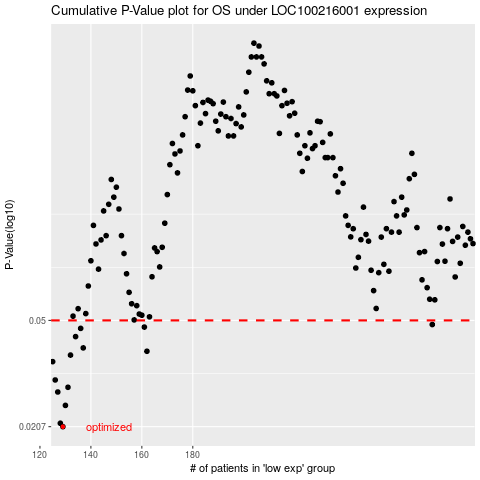 Cumulative P-Value plot for OS under LOC100216001 expression
P-Value(log10)
0.05
0.0207
optimized
120 140 160 180
# of patients in 'low exp' group